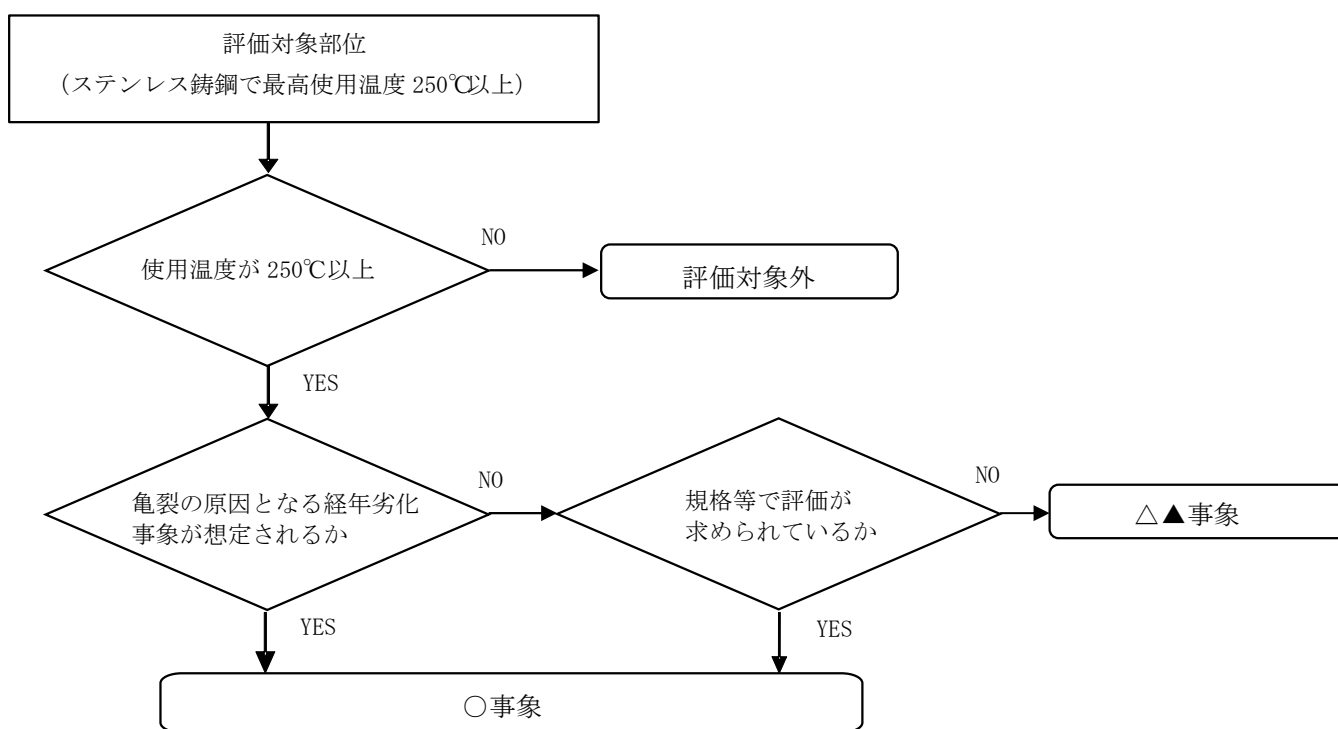 評価対象部位
(ステンレス鋳鋼で最高使用温度 250℃以上)
使用温度が 250℃以上
NO
評価対象外
YES
亀裂の原因となる経年劣化
事象が想定されるか
NO
規格等で評価が
求められているか
NO
△▲事象
YES
YES
○事象